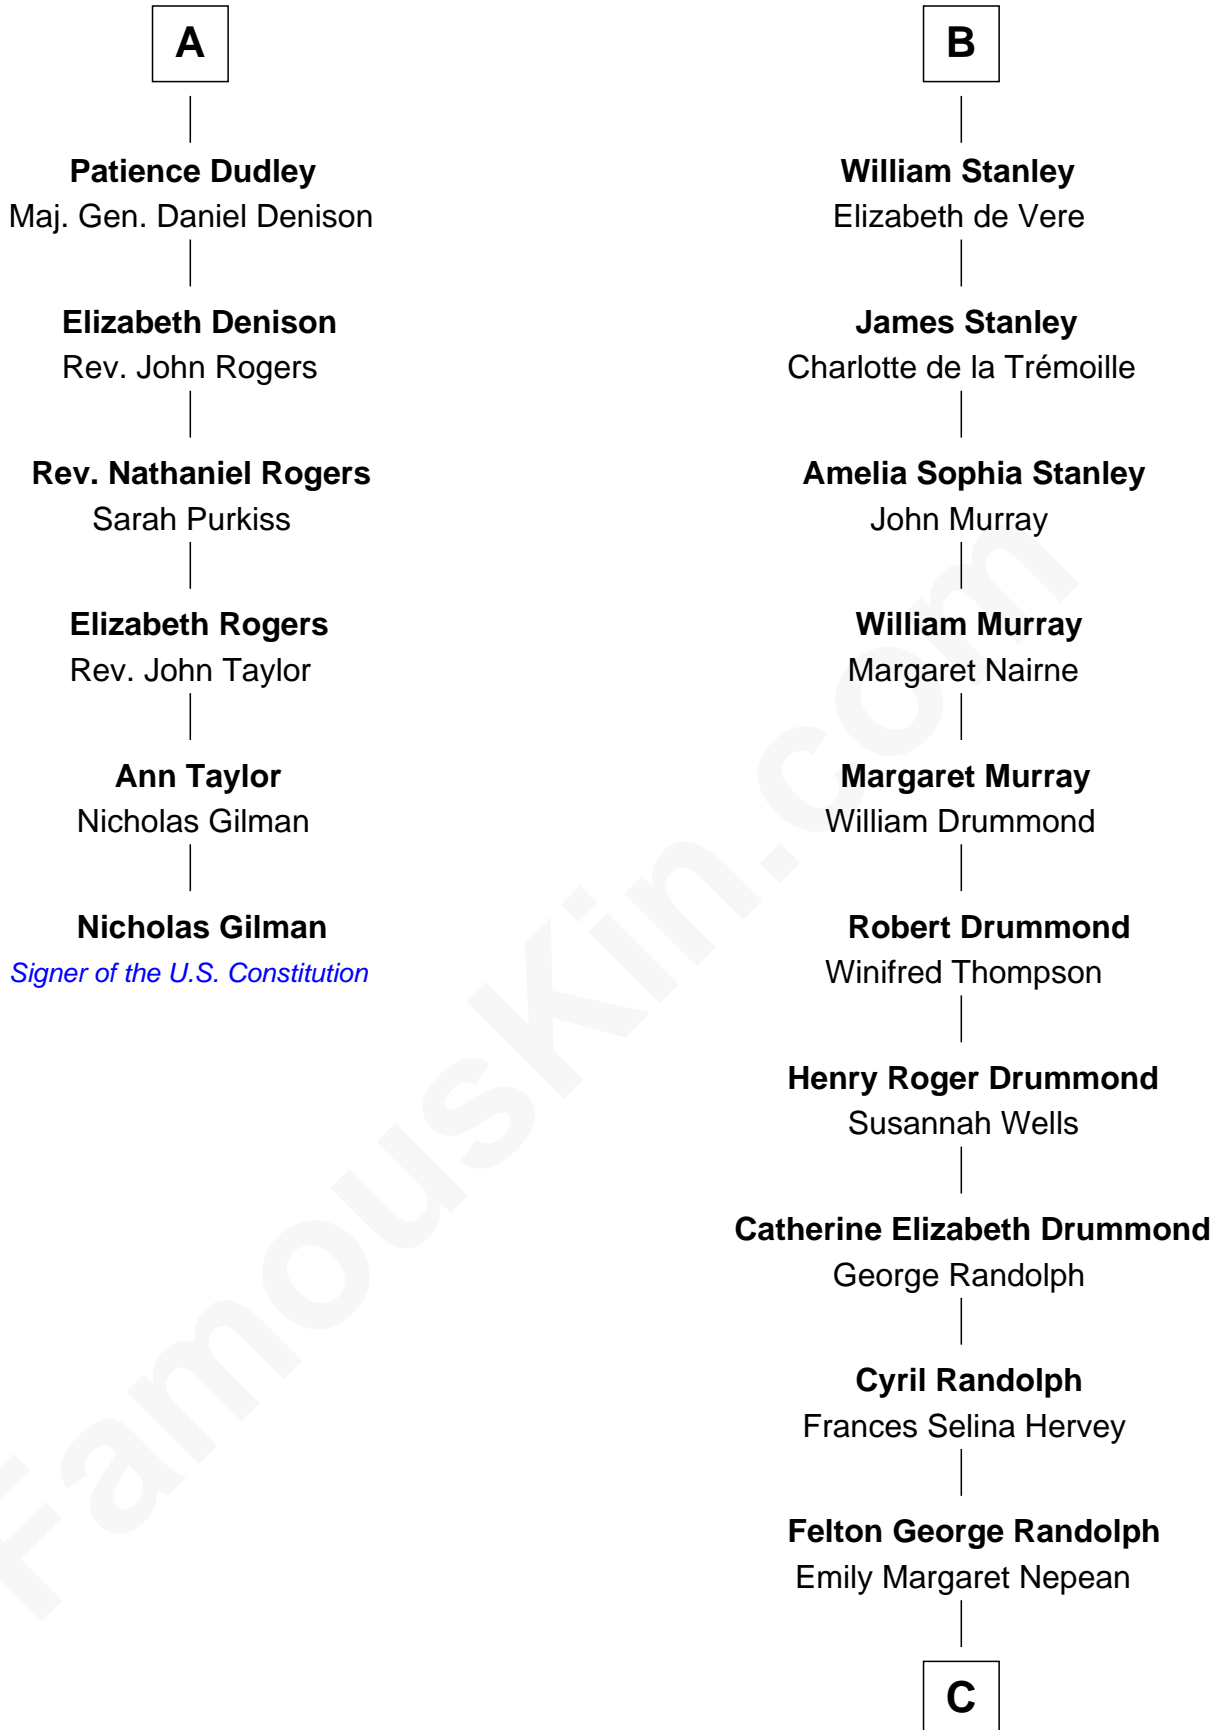 A
Patience Dudley
Maj. Gen. Daniel Denison
Elizabeth Denison
Rev. John Rogers
Rev. Nathaniel Rogers
Sarah Purkiss
Elizabeth Rogers
Rev. John Taylor
Ann Taylor
Nicholas Gilman
Nicholas Gilman
Signer of the U.S. Constitution
B
William Stanley
Elizabeth de Vere
James Stanley
Charlotte de la Trémoille
Amelia Sophia Stanley
John Murray
William Murray
Margaret Nairne
Margaret Murray
William Drummond
Robert Drummond
Winifred Thompson
Henry Roger Drummond
Susannah Wells
Catherine Elizabeth Drummond
George Randolph
Cyril Randolph
Frances Selina Hervey
Felton George Randolph
Emily Margaret Nepean
C
FamousKin.com